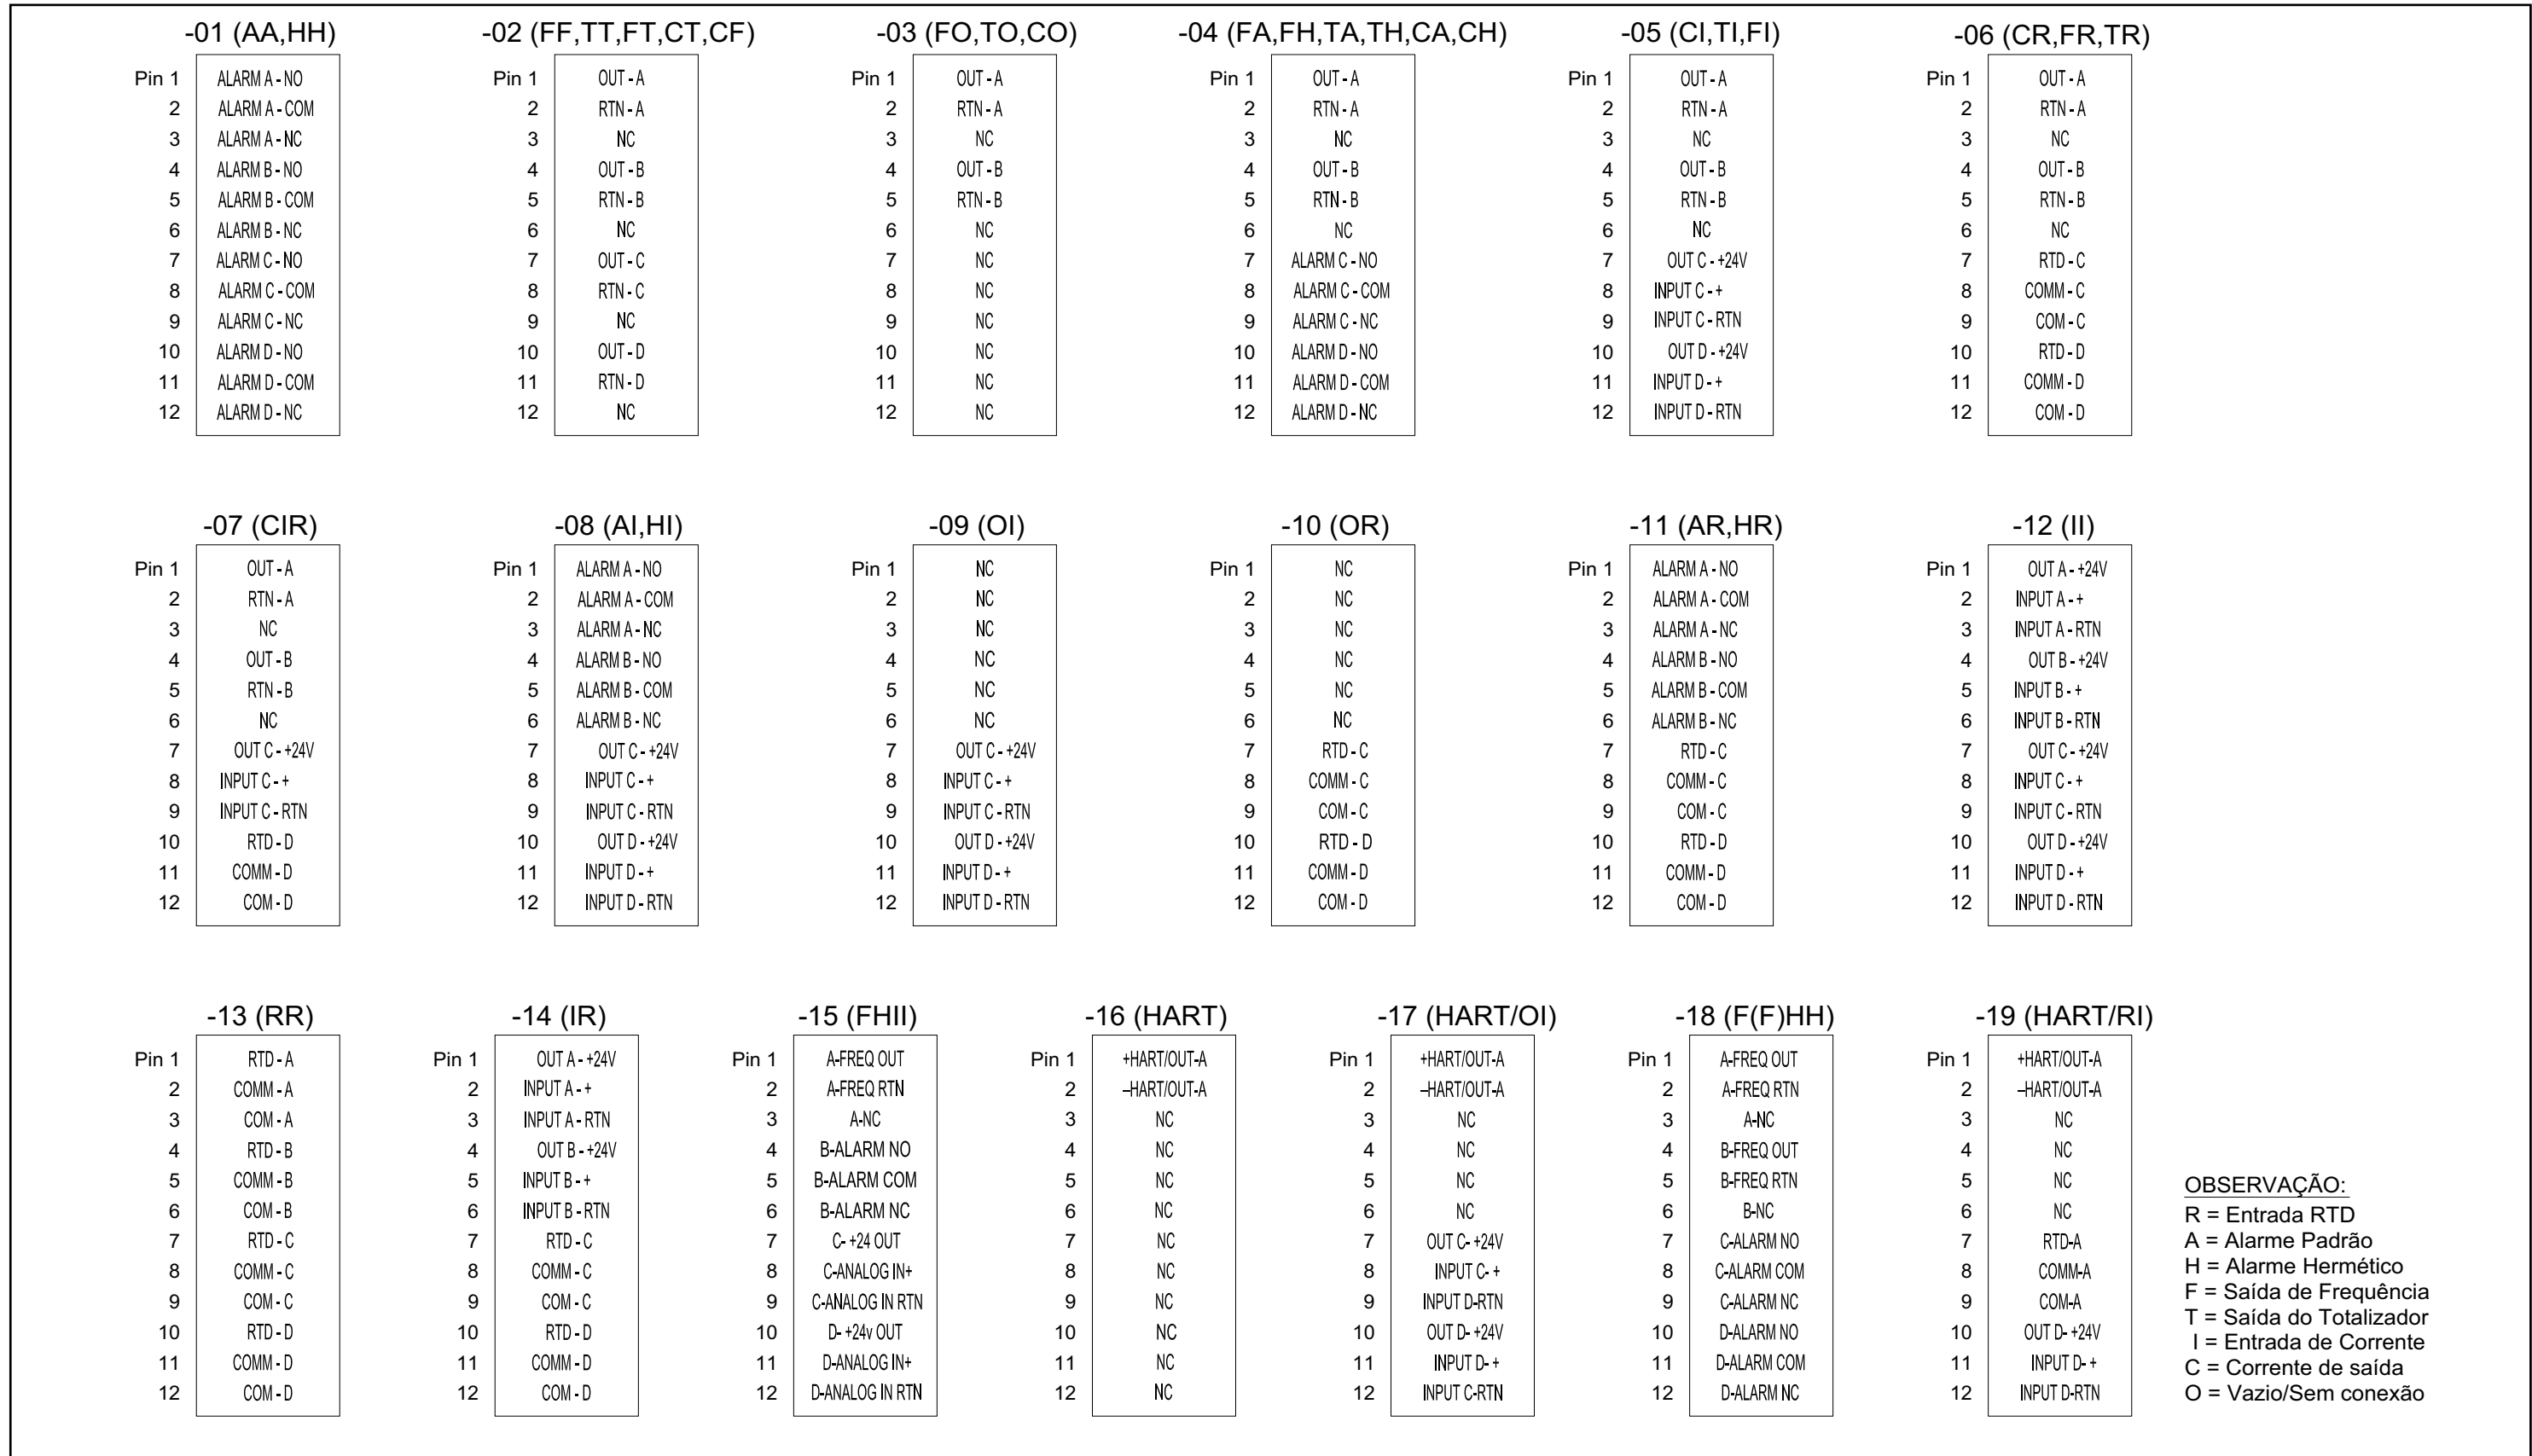 -01 (AA,HH)
Pin 1 ALARM A - NO
2 ALARM A - COM
3 ALARM A - NC
4 ALARM B - NO
5 ALARM B - COM
6 ALARM B - NC
7 ALARM C - NO
8 ALARM C - COM
9 ALARM C - NC
10 ALARM D - NO
11 ALARM D - COM
12 ALARM D - NC
-02 (FF,TT,FT,CT,CF)
Pin 1 OUT - A
2 RTN - A
3 NC
4 OUT - B
5 RTN - B
6 NC
7 OUT - C
8 RTN - C
9 NC
10 OUT - D
11 RTN - D
12 NC
-03 (FO,TO,CO)
Pin 1 OUT - A
2 RTN - A
3 NC
4 OUT - B
5 RTN - B
6 NC
7 NC
8 NC
9 NC
10 NC
11 NC
12 NC
-04 (FA,FH,TA,TH,CA,CH)
Pin 1 OUT - A
2 RTN - A
3 NC
4 OUT - B
5 RTN - B
6 NC
7 ALARM C - NO
8 ALARM C - COM
9 ALARM C - NC
10 ALARM D - NO
11 ALARM D - COM
12 ALARM D - NC
-05 (CI,TI,FI)
Pin 1 OUT - A
2 RTN - A
3 NC
4 OUT - B
5 RTN - B
6 NC
7 OUT C - +24V
8 INPUT C - +
9 INPUT C - RTN
10 OUT D - +24V
11 INPUT D - +
12 INPUT D - RTN
-06 (CR,FR,TR)
Pin 1 OUT - A
2 RTN - A
3 NC
4 OUT - B
5 RTN - B
6 NC
7 RTD - C
8 COMM - C
9 COM - C
10 RTD - D
11 COMM - D
12 COM - D
-07 (CIR)
Pin 1 OUT - A
2 RTN - A
3 NC
4 OUT - B
5 RTN - B
6 NC
7 OUT C - +24V
8 INPUT C - +
9 INPUT C - RTN
10 RTD - D
11 COMM - D
12 COM - D
-08 (AI,HI)
Pin 1 ALARM A - NO
2 ALARM A - COM
3 ALARM A - NC
4 ALARM B - NO
5 ALARM B - COM
6 ALARM B - NC
7 OUT C - +24V
8 INPUT C - +
9 INPUT C - RTN
10 OUT D - +24V
11 INPUT D - +
12 INPUT D - RTN
-09 (OI)
Pin 1 NC
2 NC
3 NC
4 NC
5 NC
6 NC
7 OUT C - +24V
8 INPUT C - +
9 INPUT C - RTN
10 OUT D - +24V
11 INPUT D - +
12 INPUT D - RTN
-10 (OR)
Pin 1 NC
2 NC
3 NC
4 NC
5 NC
6 NC
7 RTD - C
8 COMM - C
9 COM - C
10 RTD - D
11 COMM - D
12 COM - D
-11 (AR,HR)
Pin 1 ALARM A - NO
2 ALARM A - COM
3 ALARM A - NC
4 ALARM B - NO
5 ALARM B - COM
6 ALARM B - NC
7 RTD - C
8 COMM - C
9 COM - C
10 RTD - D
11 COMM - D
12 COM - D
-12 (II)
Pin 1 OUT A - +24V
2 INPUT A - +
3 INPUT A - RTN
4 OUT B - +24V
5 INPUT B - +
6 INPUT B - RTN
7 OUT C - +24V
8 INPUT C - +
9 INPUT C - RTN
10 OUT D - +24V
11 INPUT D - +
12 INPUT D - RTN
-13 (RR)
Pin 1 RTD - A
2 COMM - A
3 COM - A
4 RTD - B
5 COMM - B
6 COM - B
7 RTD - C
8 COMM - C
9 COM - C
10 RTD - D
11 COMM - D
12 COM - D
-14 (IR)
Pin 1 OUT A - +24V
2 INPUT A - +
3 INPUT A - RTN
4 OUT B - +24V
5 INPUT B - +
6 INPUT B - RTN
7 RTD - C
8 COMM - C
9 COM - C
10 RTD - D
11 COMM - D
12 COM - D
-15 (FHII)
Pin 1 A-FREQ OUT
2 A-FREQ RTN
3 A-NC
4 B-ALARM NO
5 B-ALARM COM
6 B-ALARM NC
7 C- +24 OUT
8 C-ANALOG IN+
9 C-ANALOG IN RTN
10 D- +24v OUT
11 D-ANALOG IN+
12 D-ANALOG IN RTN
-16 (HART)
Pin 1 +HART/OUT-A
2 –HART/OUT-A
3 NC
4 NC
5 NC
6 NC
7 NC
8 NC
9 NC
10 NC
11 NC
12 NC
-17 (HART/OI)
Pin 1 +HART/OUT-A
2 –HART/OUT-A
3 NC
4 NC
5 NC
6 NC
7 OUT C- +24V
8 INPUT C- +
9 INPUT D-RTN
10 OUT D- +24V
11 INPUT D- +
12 INPUT C-RTN
-18 (F(F)HH)
Pin 1 A-FREQ OUT
2 A-FREQ RTN
3 A-NC
4 B-FREQ OUT
5 B-FREQ RTN
6 B-NC
7 C-ALARM NO
8 C-ALARM COM
9 C-ALARM NC
10 D-ALARM NO
11 D-ALARM COM
12 D-ALARM NC
-19 (HART/RI)
Pin 1 +HART/OUT-A
2 –HART/OUT-A
3 NC
4 NC
5 NC
6 NC
7 RTD-A
8 COMM-A
9 COM-A
10 OUT D- +24V
11 INPUT D- +
12 INPUT D-RTN
OBSERVAÇÃO:
R = Entrada RTD
A = Alarme Padrão
H = Alarme Hermético
F = Saída de Frequência
T = Saída do Totalizador
I = Entrada de Corrente
C = Corrente de saída
O = Vazio/Sem conexão